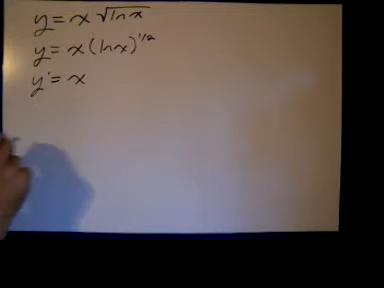 y = x √ln x
y = x (ln x)^1/2
y' = x